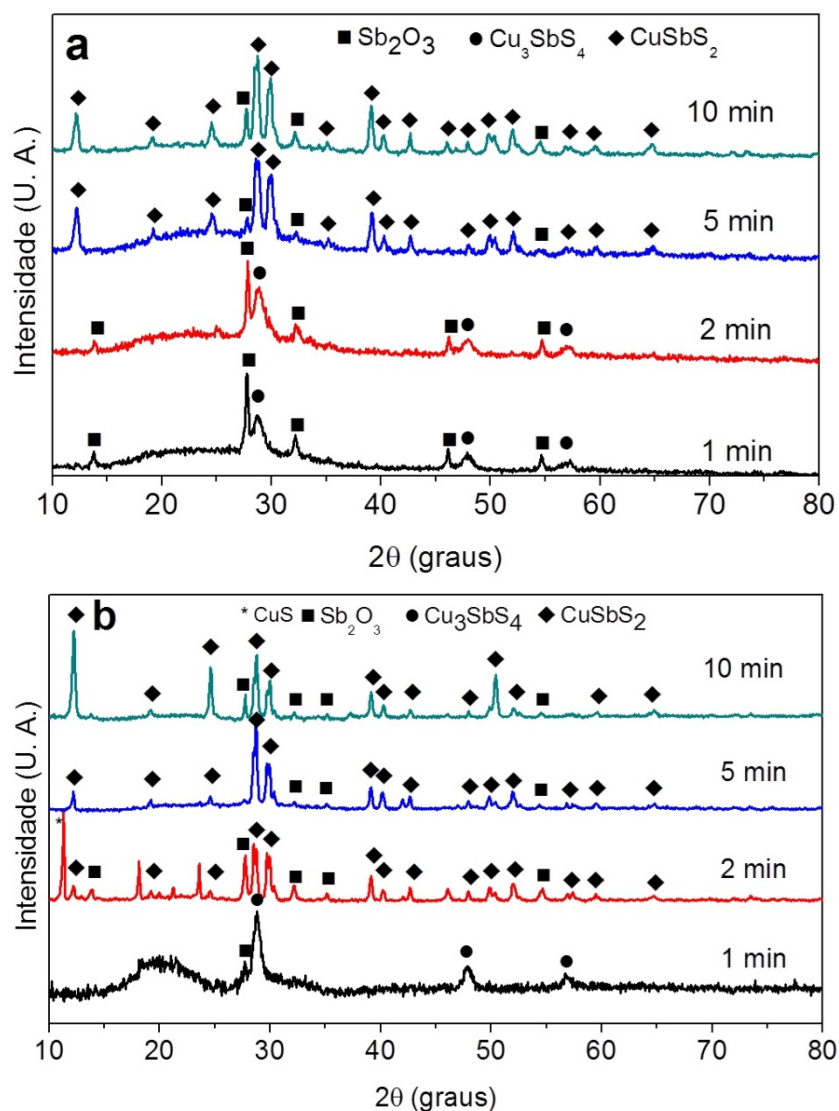 a
■ Sb₂O₃ ● Cu₃SbS₄ ◆ CuSbS₂
10 min
5 min
2 min
1 min
Intensidade (U. A.)
10 20 30 40 50 60 70 80
2θ (graus)
b
* CuS ■ Sb₂O₃ ● Cu₃SbS₄ ◆ CuSbS₂
10 min
5 min
*
2 min
1 min
Intensidade (U. A.)
10 20 30 40 50 60 70 80
2θ (graus)